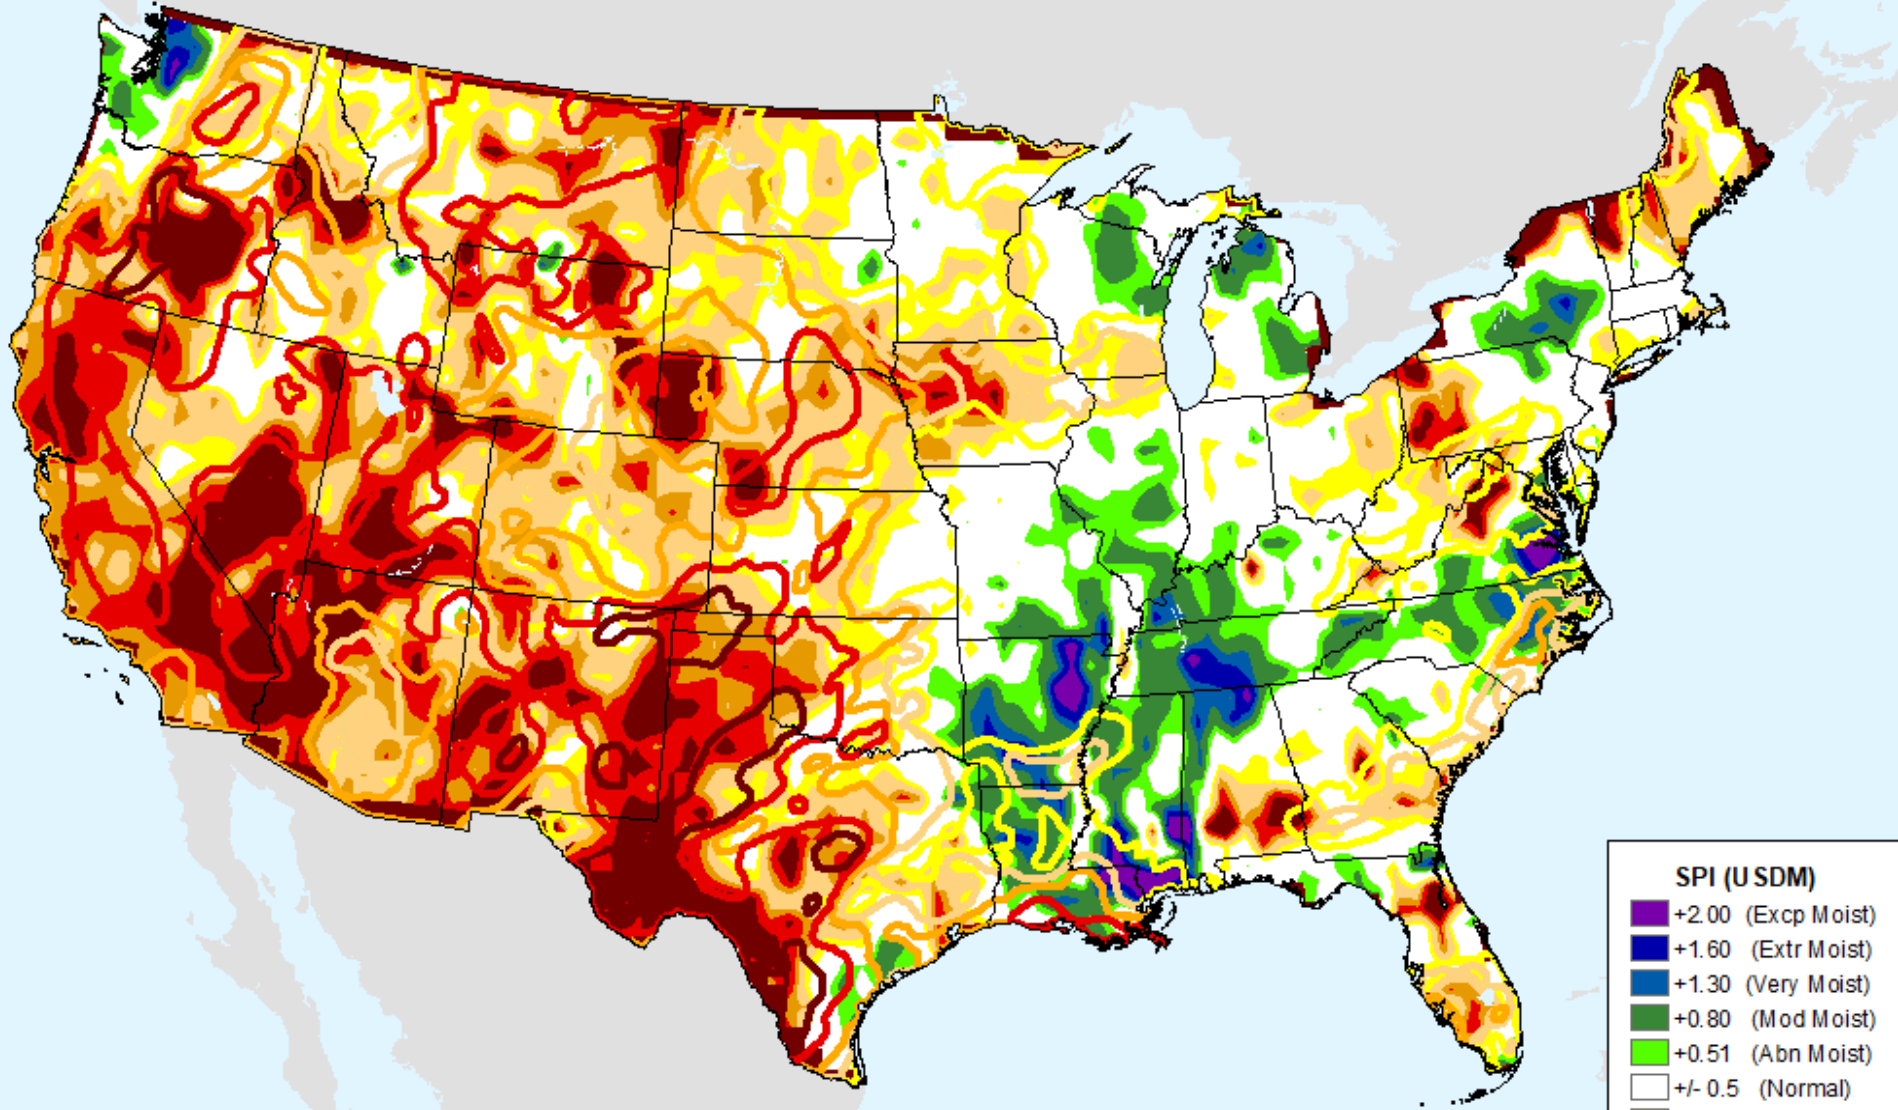 SPI (USDM)
+2.00 (Excp Moist)
+1.60 (Extr Moist)
+1.30 (Very Moist)
+0.80 (Mod Moist)
+0.51 (Abn Moist)
+/- 0.5 (Normal)